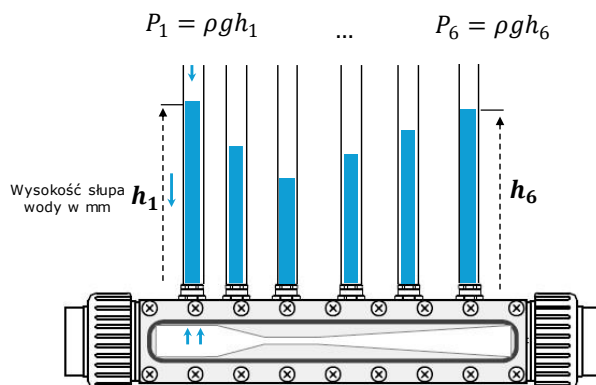 P₁ = ρgh₁ ... P₆ = ρgh₆
Wysokość słupa
wody w mm
h₁
h₆